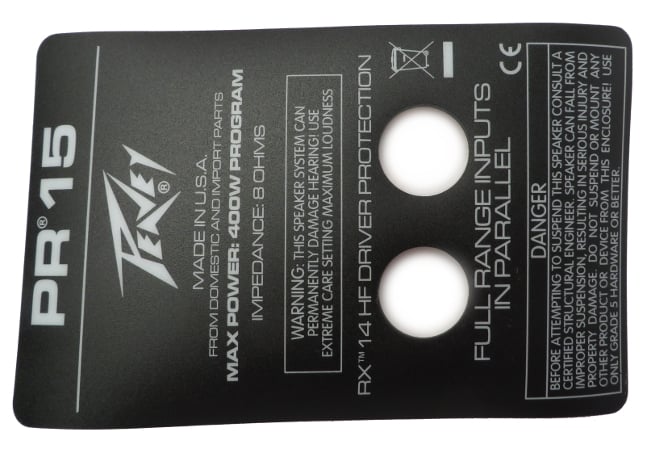 PR® 15
PEAVEY®
MADE IN U.S.A.
FROM DOMESTIC AND IMPORT PARTS
MAX POWER: 400W PROGRAM
IMPEDANCE: 8 OHMS
WARNING: THIS SPEAKER SYSTEM CAN
PERMANENTLY DAMAGE HEARING! USE
EXTREME CARE SETTING MAXIMUM LOUDNESS
RX™ 14 HF DRIVER PROTECTION
CE
FULL RANGE INPUTS
IN PARALLEL
DANGER
BEFORE ATTEMPTING TO SUSPEND THIS SPEAKER CONSULT A
CERTIFIED STRUCTURAL ENGINEER. SPEAKER CAN FALL FROM
IMPROPER SUSPENSION, RESULTING IN SERIOUS INJURY AND
PROPERTY DAMAGE. DO NOT SUSPEND OR MOUNT ANY
OTHER PRODUCT OR DEVICE FROM THIS ENCLOSURE! USE
ONLY GRADE 5 HARDWARE OR BETTER.